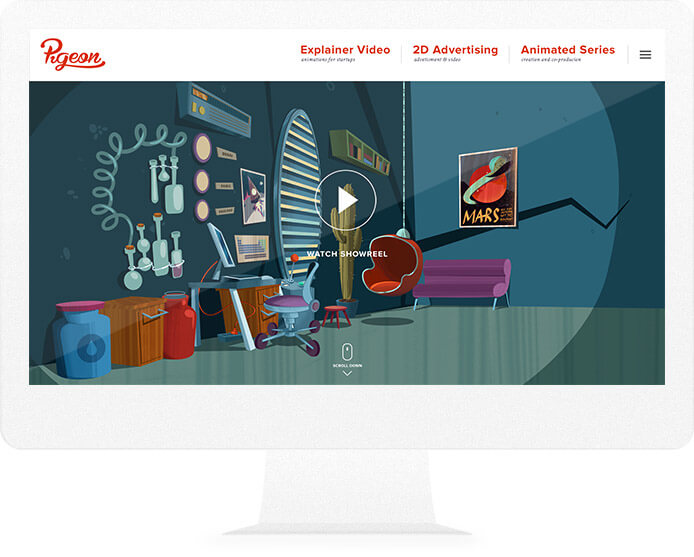 Pigeon
Explainer Video
animations for startups
2D Advertising
advertisment & video
Animated Series
creation and co-production
MARS
WATCH SHOWREEL
SCROLL DOWN